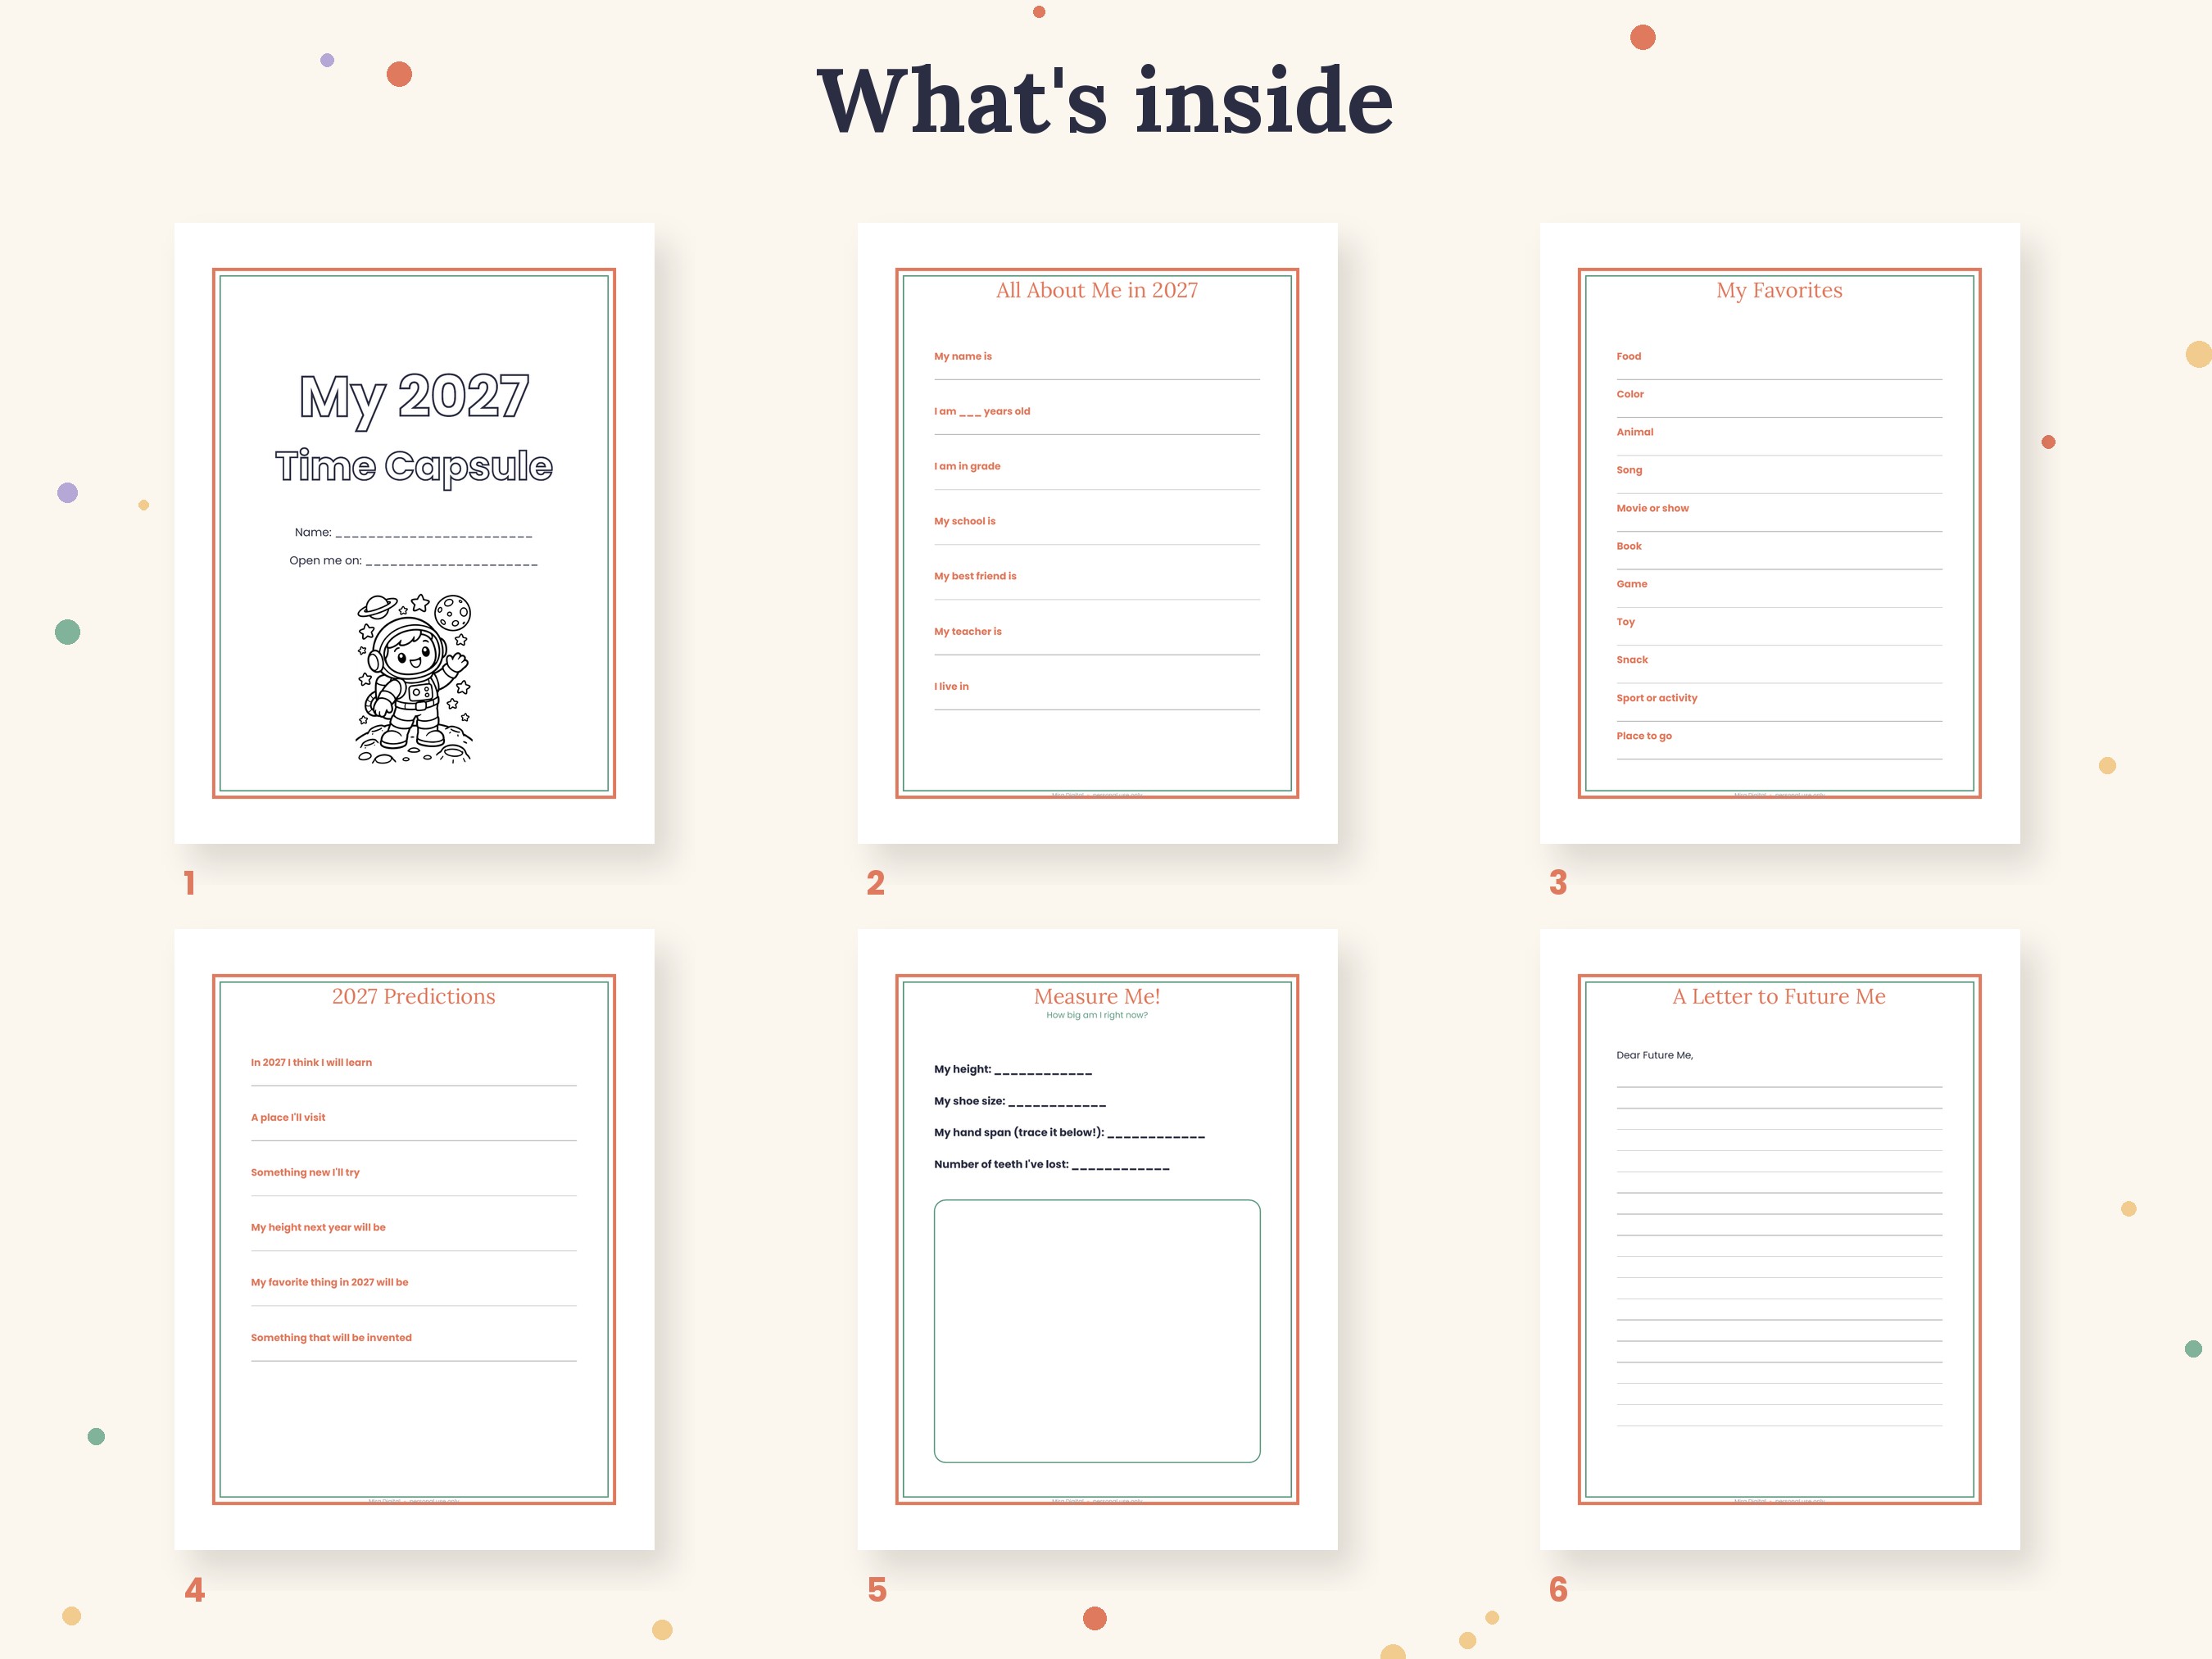 What's inside
My 2027
Time Capsule
Name: ________________________
Open me on: _____________________
1
All About Me in 2027
My name is
I am ___ years old
I am in grade
My school is
My best friend is
My teacher is
I live in
2
My Favorites
Food
Color
Animal
Song
Movie or show
Book
Game
Toy
Snack
Sport or activity
Place to go
3
2027 Predictions
In 2027 I think I will learn
A place I'll visit
Something new I'll try
My height next year will be
My favorite thing in 2027 will be
Something that will be invented
4
Measure Me!
How big am I right now?
My height: ____________
My shoe size: ____________
My hand span (trace it below!): ____________
Number of teeth I've lost: ____________
5
A Letter to Future Me
Dear Future Me,
6